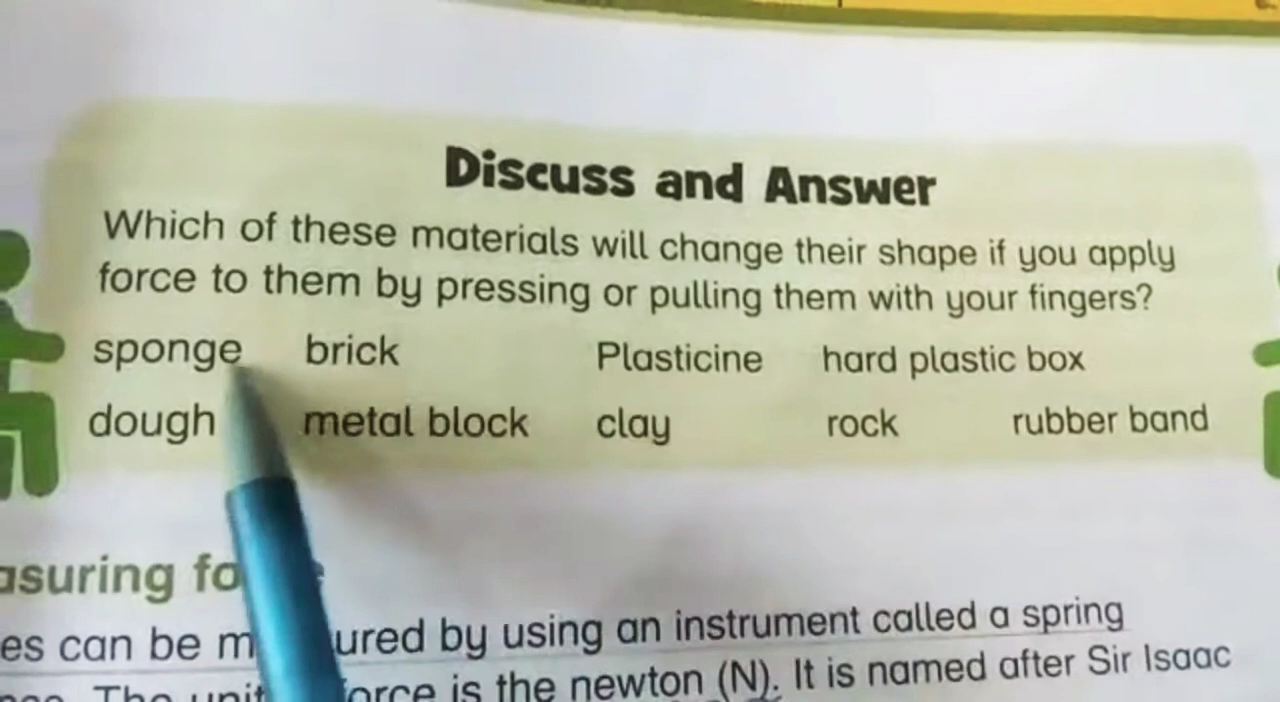 Discuss and Answer
Which of these materials will change their shape if you apply
force to them by pressing or pulling them with your fingers?
sponge brick Plasticine hard plastic box
dough metal block clay rock rubber band
es can be ured by using an instrument called a spring
The unit is the newton (N). It is named after Sir Isaac